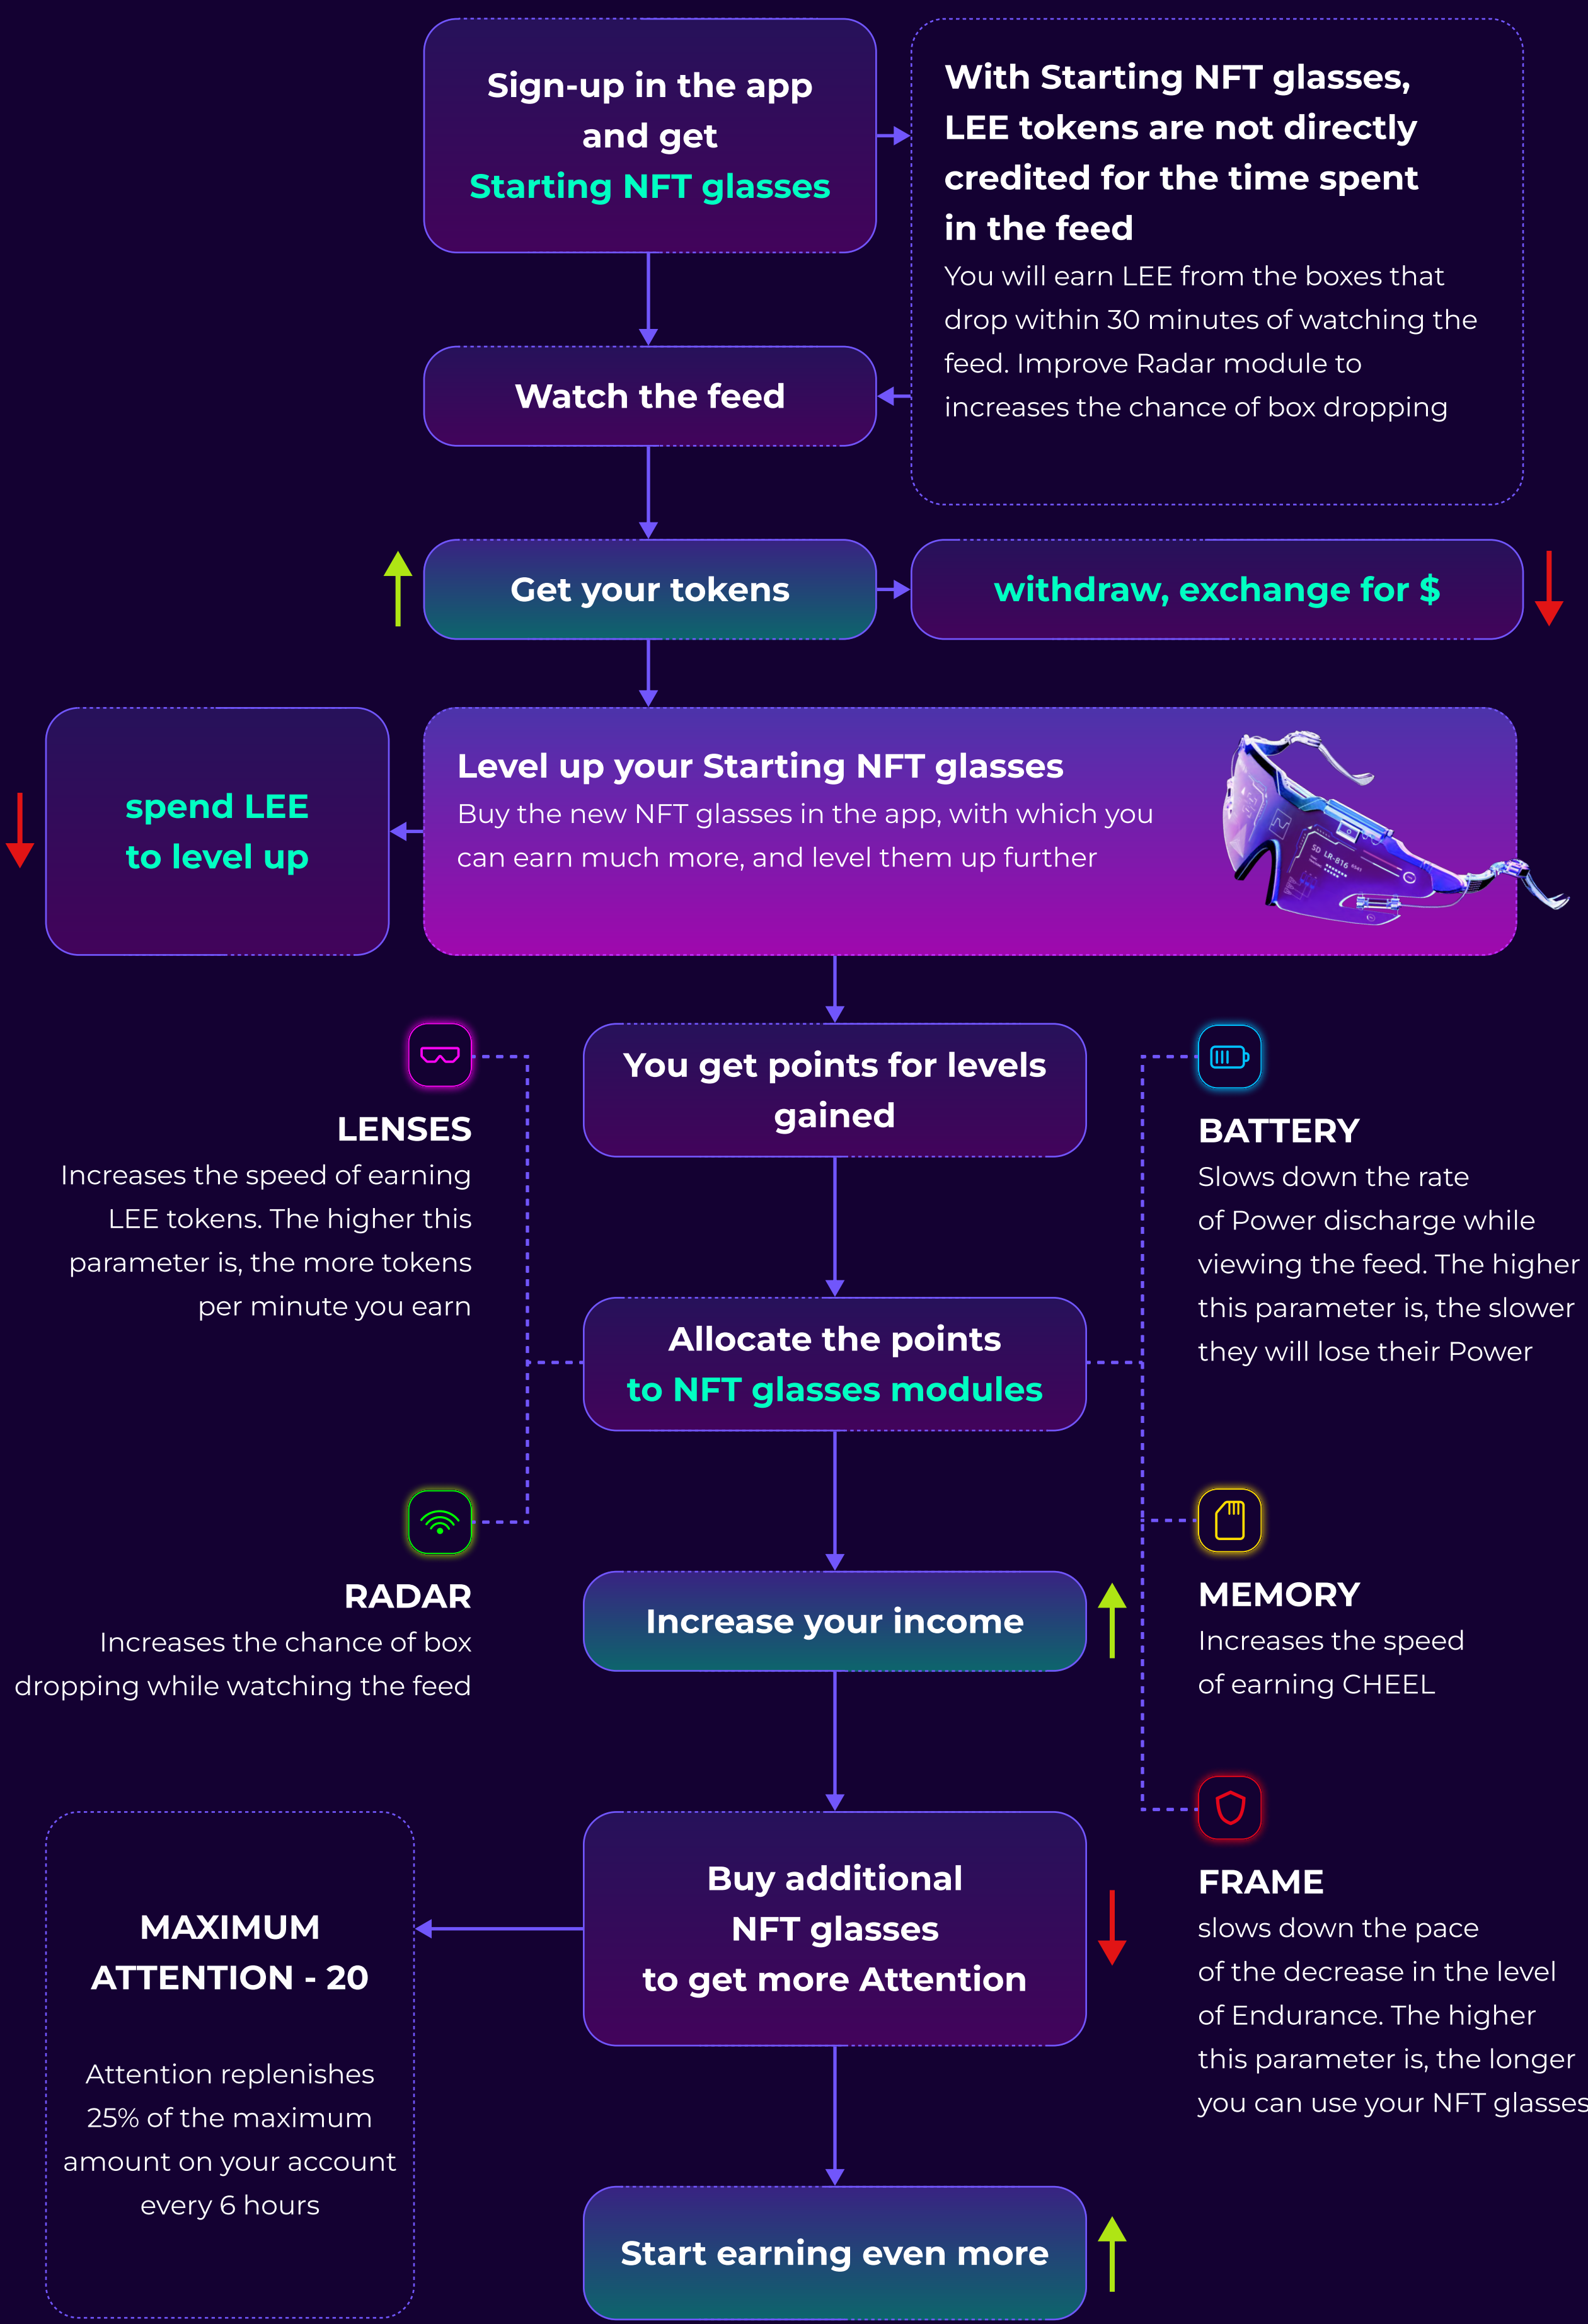 Sign-up in the app
and get
Starting NFT glasses
With Starting NFT glasses,
LEE tokens are not directly
credited for the time spent
in the feed
You will earn LEE from the boxes that
drop within 30 minutes of watching the
feed. Improve Radar module to
increases the chance of box dropping
Watch the feed
Get your tokens
withdraw, exchange for $
spend LEE
to level up
Level up your Starting NFT glasses
Buy the new NFT glasses in the app, with which you
can earn much more, and level them up further
SD LR-816
You get points for levels
gained
LENSES
Increases the speed of earning
LEE tokens. The higher this
parameter is, the more tokens
per minute you earn
BATTERY
Slows down the rate
of Power discharge while
viewing the feed. The higher
this parameter is, the slower
they will lose their Power
Allocate the points
to NFT glasses modules
RADAR
Increases the chance of box
dropping while watching the feed
Increase your income
MEMORY
Increases the speed
of earning CHEEL
MAXIMUM
ATTENTION - 20
Attention replenishes
25% of the maximum
amount on your account
every 6 hours
Buy additional
NFT glasses
to get more Attention
FRAME
slows down the pace
of the decrease in the level
of Endurance. The higher
this parameter is, the longer
you can use your NFT glasses
Start earning even more